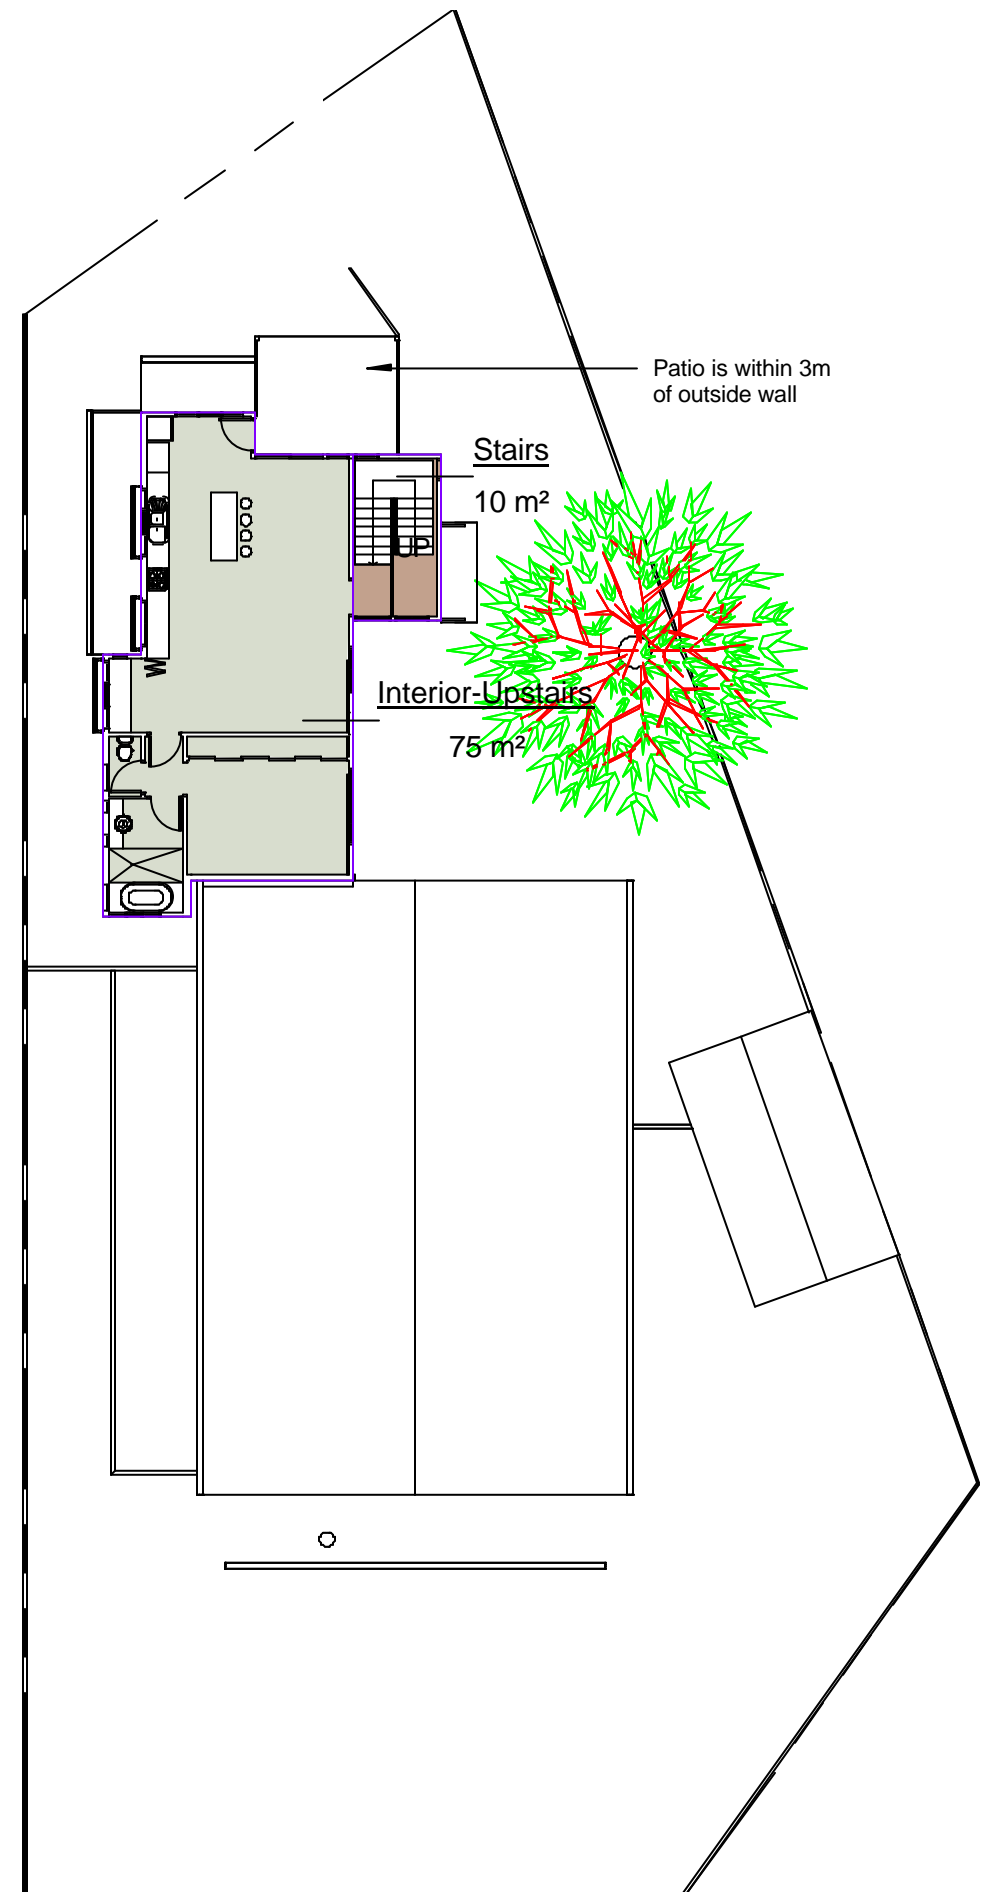 Patio is within 3m
of outside wall
Stairs
10 m²
UP
W
Interior-Upstairs
75 m²